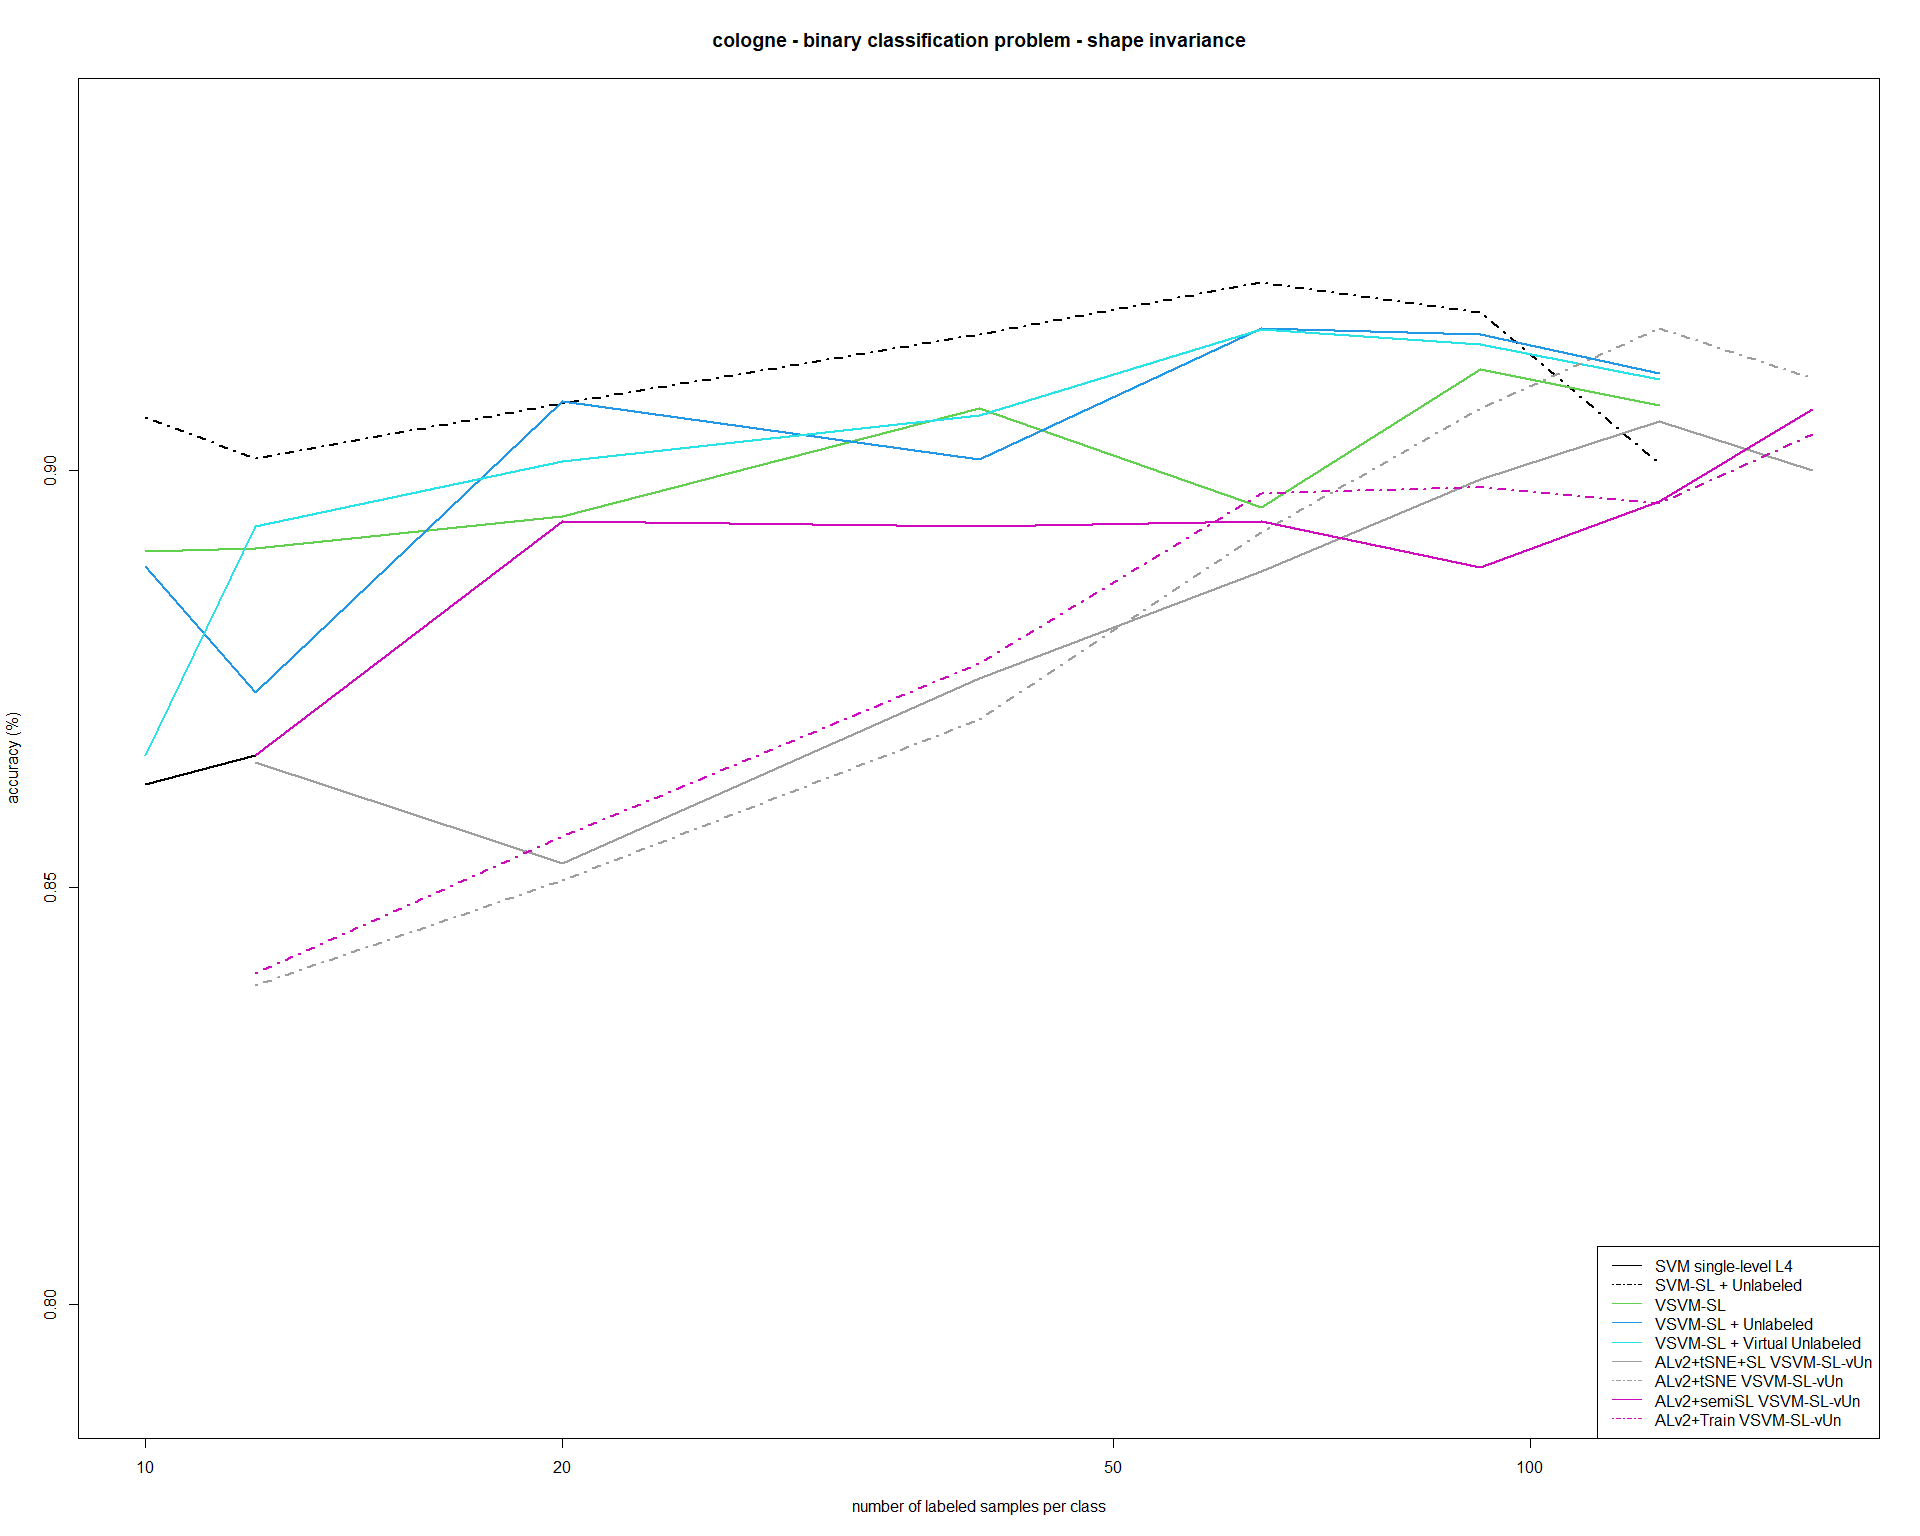 cologne - binary classification problem - shape invariance
accuracy (%)
0.90
0.85
0.80
10
20
50
100
number of labeled samples per class
SVM single-level L4
SVM-SL + Unlabeled
VSVM-SL
VSVM-SL + Unlabeled
VSVM-SL + Virtual Unlabeled
ALv2+tSNE+SL VSVM-SL-vUn
ALv2+tSNE VSVM-SL-vUn
ALv2+semiSL VSVM-SL-vUn
ALv2+Train VSVM-SL-vUn